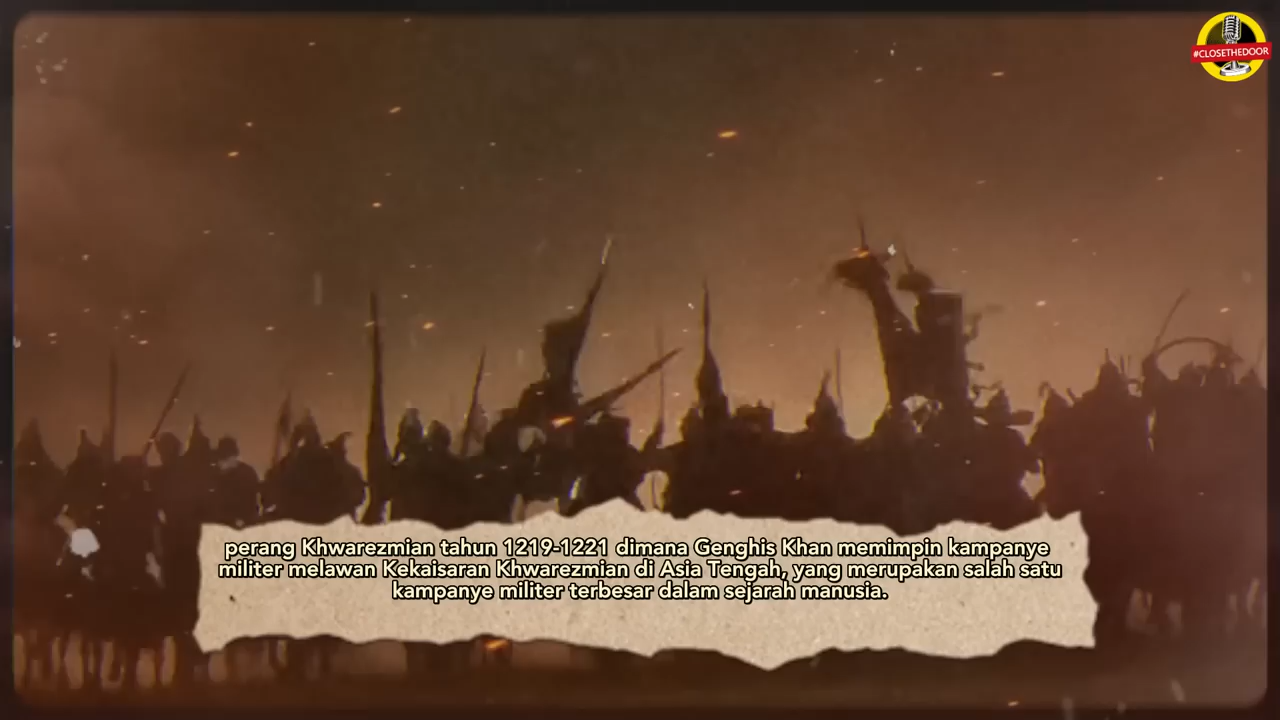 #CLOSETHEDOOR
perang Khwarezmian tahun 1219-1221 dimana Genghis Khan memimpin kampanye
militer melawan Kekaisaran Khwarezmian di Asia Tengah, yang merupakan salah satu
kampanye militer terbesar dalam sejarah manusia.